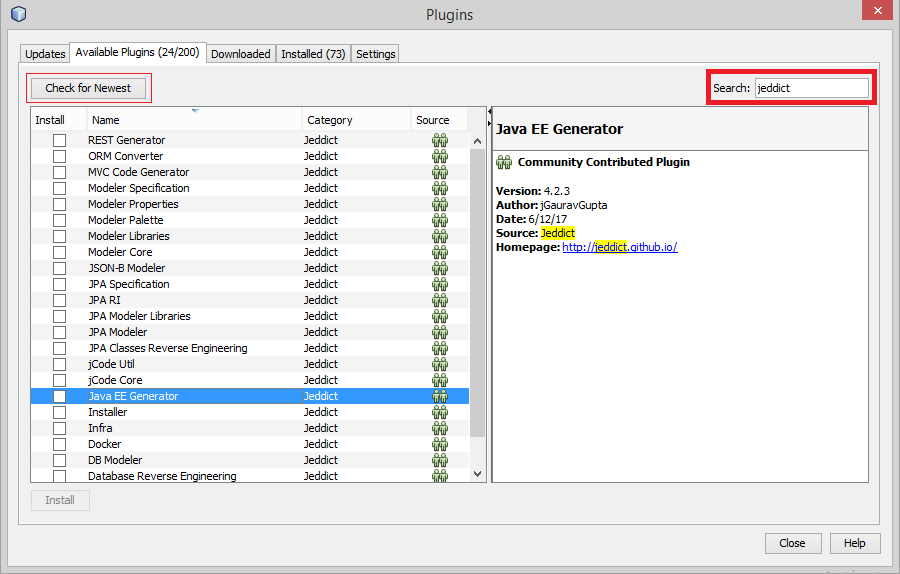 Plugins
Updates Available Plugins (24/200) Downloaded Installed (73) Settings
Check for Newest
Search: jeddict
Install Name Category Source
REST Generator Jeddict
ORM Converter Jeddict
MVC Code Generator Jeddict
Modeler Specification Jeddict
Modeler Properties Jeddict
Modeler Palette Jeddict
Modeler Libraries Jeddict
Modeler Core Jeddict
JSON-B Modeler Jeddict
JPA Specification Jeddict
JPA RI Jeddict
JPA Modeler Libraries Jeddict
JPA Modeler Jeddict
JPA Classes Reverse Engineering Jeddict
jCode Util Jeddict
jCode Core Jeddict
Java EE Generator Jeddict
Installer Jeddict
Infra Jeddict
Docker Jeddict
DB Modeler Jeddict
Database Reverse Engineering Jeddict
Java EE Generator
Community Contributed Plugin
Version: 4.2.3
Author: jGauravGupta
Date: 6/12/17
Source: Jeddict
Homepage: http://jeddict.github.io/
Install
Close Help